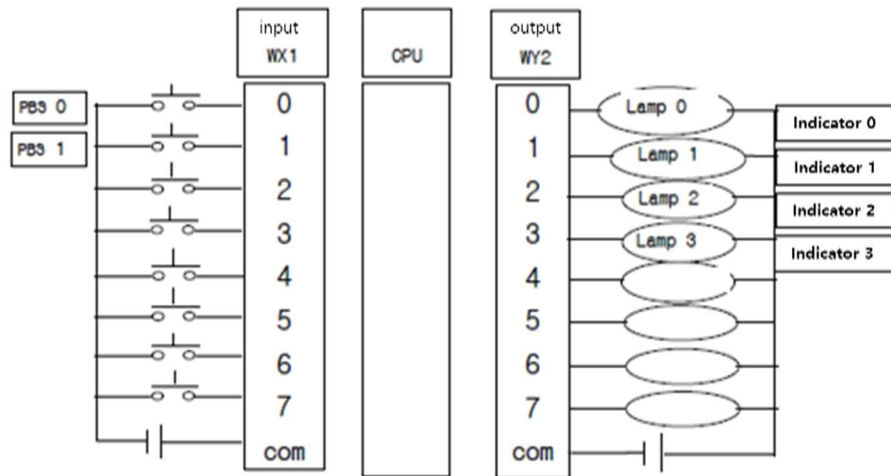 input
WX1
CPU
output
WY2
PBS 0
PBS 1
0
1
2
3
4
5
6
7
com
0
1
2
3
4
5
6
7
com
Lamp 0
Lamp 1
Lamp 2
Lamp 3
Indicator 0
Indicator 1
Indicator 2
Indicator 3